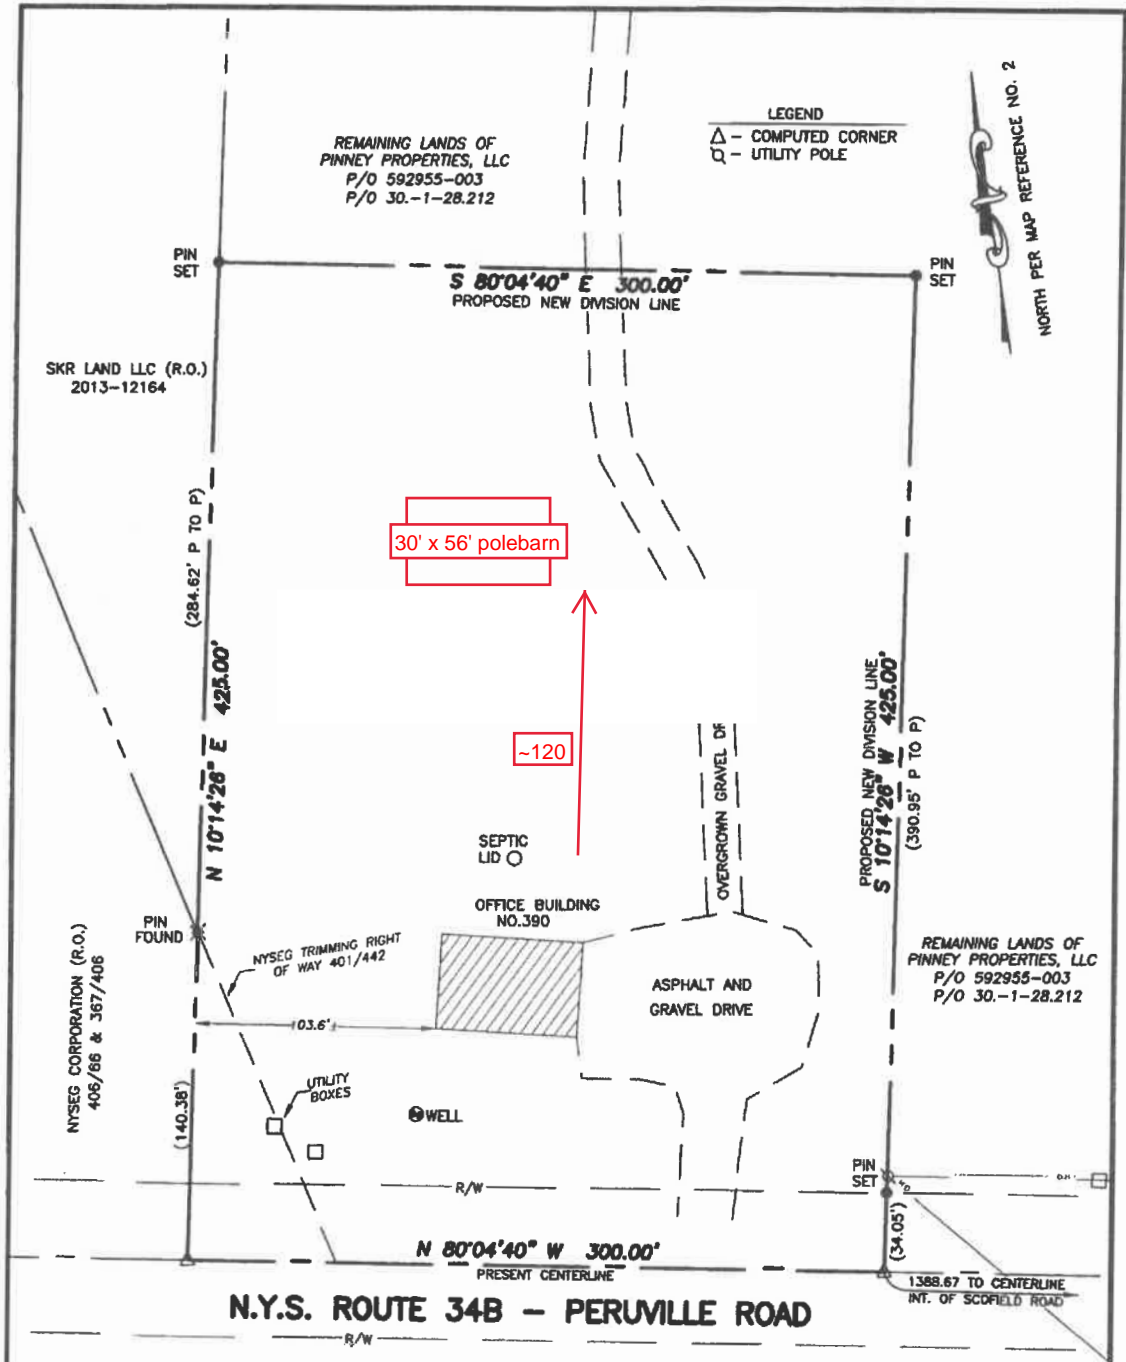 LEGEND
△ - COMPUTED CORNER
- UTILITY POLE
NORTH PER MAP REFERENCE NO. 2
REMAINING LANDS OF
PINNEY PROPERTIES, LLC
P/O 592955-003
P/O 30.-1-28.212
PIN
SET
PIN
SET
S 80°04'40" E 300.00'
PROPOSED NEW DIVISION LINE
SKR LAND LLC (R.O.)
2013-12164
(284.62' P TO P)
N 10°14'26" E 425.00'
30' x 56' polebarn
~120
PROPOSED NEW DIVISION LINE
S 10°14'26" W 425.00'
(390.95' P TO P)
OVERGROWN GRAVEL DR
SEPTIC
LID
OFFICE BUILDING
NO.390
PIN
FOUND
NYSEG TRIMMING RIGHT
OF WAY 401/442
ASPHALT AND
GRAVEL DRIVE
REMAINING LANDS OF
PINNEY PROPERTIES, LLC
P/O 592955-003
P/O 30.-1-28.212
NYSEG CORPORATION (R.O.)
406/66 & 367/406
103.6'
UTILITY
BOXES
WELL
(140.38')
PIN
SET
R/W
(34.05')
N 80°04'40" W 300.00'
PRESENT CENTERLINE
1388.67 TO CENTERLINE
INT. OF SCOFIELD ROAD
N.Y.S. ROUTE 34B - PERUVILLE ROAD
R/W